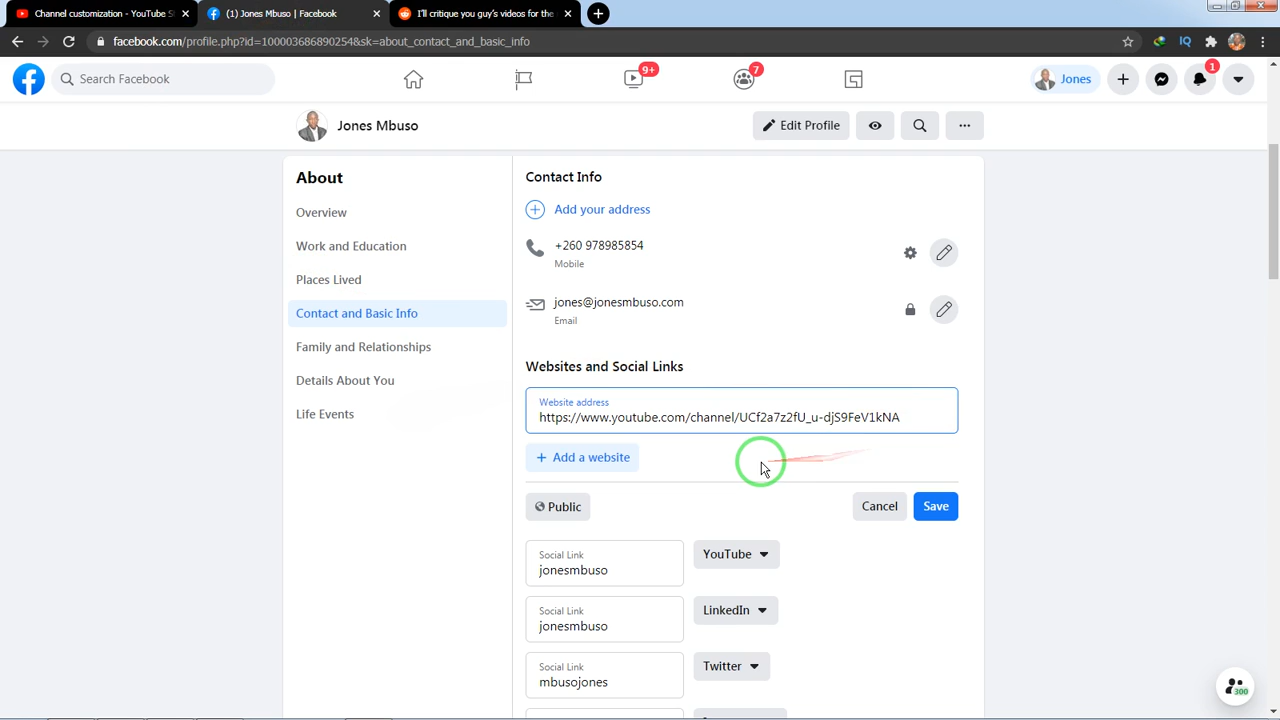 Channel customization - YouTube S
(1) Jones Mbuso | Facebook
I'll critique you guy's videos for the
facebook.com/profile.php?id=100003686890254&sk=about_contact_and_basic_info
IQ
Search Facebook
9+
7
Jones
1
Jones Mbuso
Edit Profile
About
Overview
Work and Education
Places Lived
Contact and Basic Info
Family and Relationships
Details About You
Life Events
Contact Info
Add your address
+260 978985854
Mobile
jones@jonesmbuso.com
Email
Websites and Social Links
Website address
https://www.youtube.com/channel/UCf2a7z2fU_u-djS9FeV1kNA
+ Add a website
Public
Cancel
Save
Social Link
jonesmbuso
YouTube
Social Link
jonesmbuso
LinkedIn
Social Link
mbusojones
Twitter
300